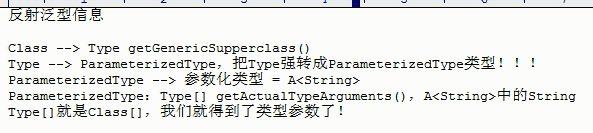 反射泛型信息
Class --> Type getGenericSupperclass()
Type --> ParameterizedType，把Type强转成ParameterizedType类型！！！
ParameterizedType --> 参数化类型 = A<String>
ParameterizedType：Type[] getActualTypeArguments()，A<String>中的String
Type[]就是Class[]，我们就得到了类型参数了！